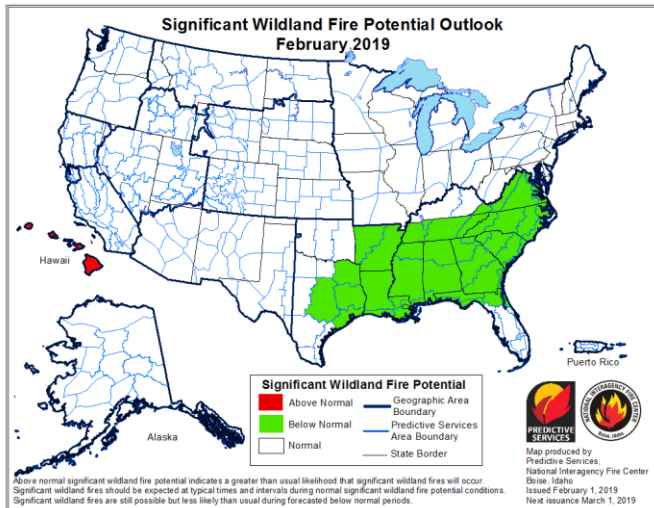 Significant Wildland Fire Potential Outlook
February 2019
Hawaii
Alaska
Puerto Rico
Significant Wildland Fire Potential
Above Normal
Below Normal
Normal
Geographic Area
Boundary
Predictive Services
Area Boundary
State Border
PREDICTIVE
SERVICES
NATIONAL INTERAGENCY FIRE CENTER
Boise, Idaho
Map produced by
Predictive Services,
National Interagency Fire Center
Boise, Idaho
Issued February 1, 2019
Next issuance March 1, 2019
Above normal significant wildland fire potential indicates a greater than usual likelihood that significant wildland fires will occur.
Significant wildland fires should be expected at typical times and intervals during normal significant wildland fire potential conditions.
Significant wildland fires are still possible but less likely than usual during forecasted below normal periods.